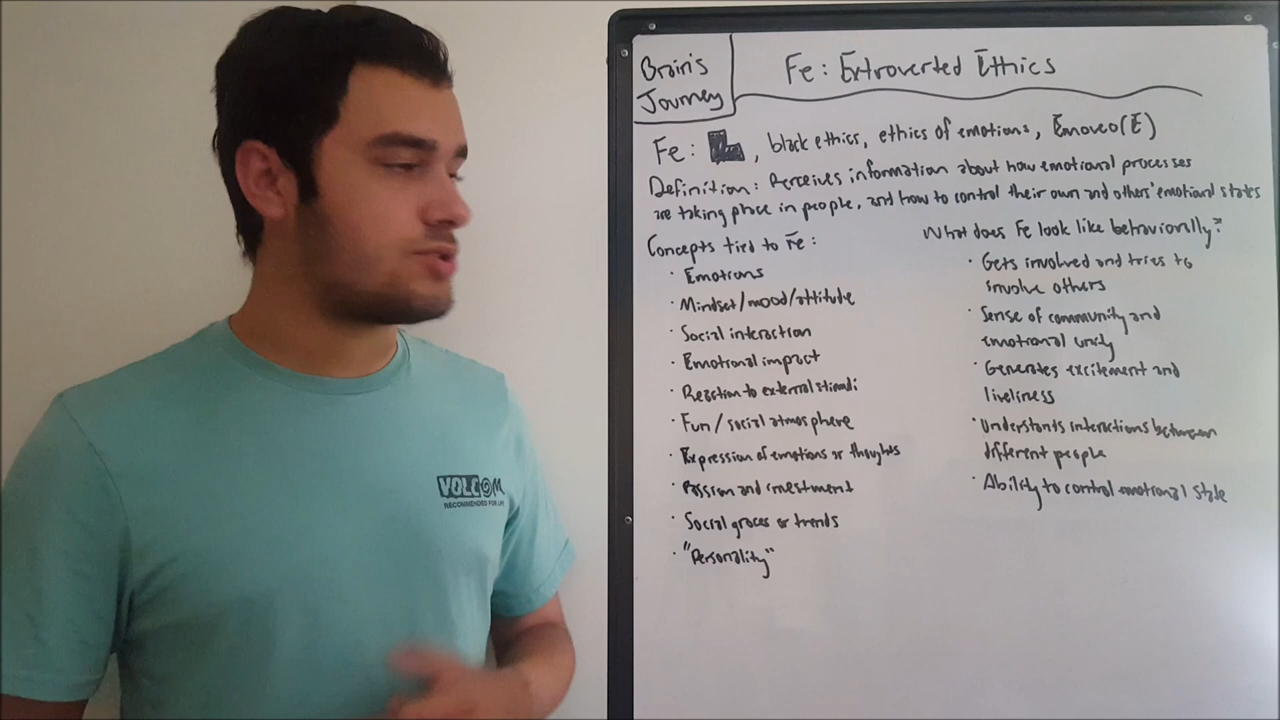 Brain's
Journey
Fe: Extroverted Ethics
Fe: , black ethics, ethics of emotions, Emoveo (E)
Definition: Perceives information about how emotional processes
are taking place in people, and how to control their own and others' emotional states
Concepts tied to Fe:
· Emotions
· Mindset/mood/attitude
· Social interaction
· Emotional impact
· Reaction to external stimuli
· Fun/social atmosphere
· Expression of emotions or thoughts
· Passion and investment
· Social graces or trends
· "Personality"
What does Fe look like behaviorally?
· Gets involved and tries to
involve others
· Sense of community and
emotional unity
· Generates excitement and
liveliness
· Understants interactions between
different people
· Ability to control emotional state
VOLCOM
RECOMMENDED FOR LIFE